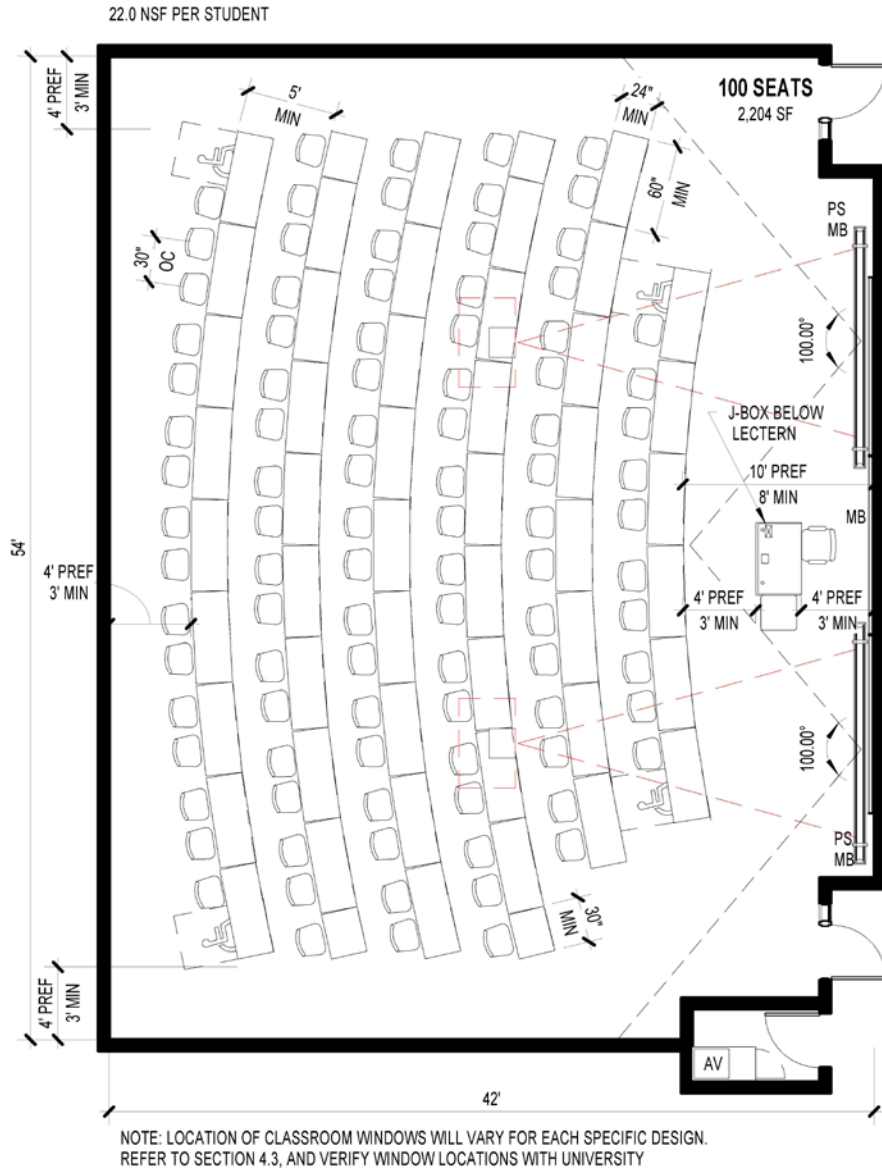 22.0 NSF PER STUDENT
4' PREF
3' MIN
5'
MIN
24"
MIN
100 SEATS
2,204 SF
60"
MIN
PS
MB
30"
OC
100.00°
J-BOX BELOW
LECTERN
10' PREF
8' MIN
MB
54'
4' PREF
3' MIN
4' PREF
3' MIN
4' PREF
3' MIN
100.00°
PS
MB
30"
MIN
4' PREF
3' MIN
AV
42'
NOTE: LOCATION OF CLASSROOM WINDOWS WILL VARY FOR EACH SPECIFIC DESIGN.
REFER TO SECTION 4.3, AND VERIFY WINDOW LOCATIONS WITH UNIVERSITY